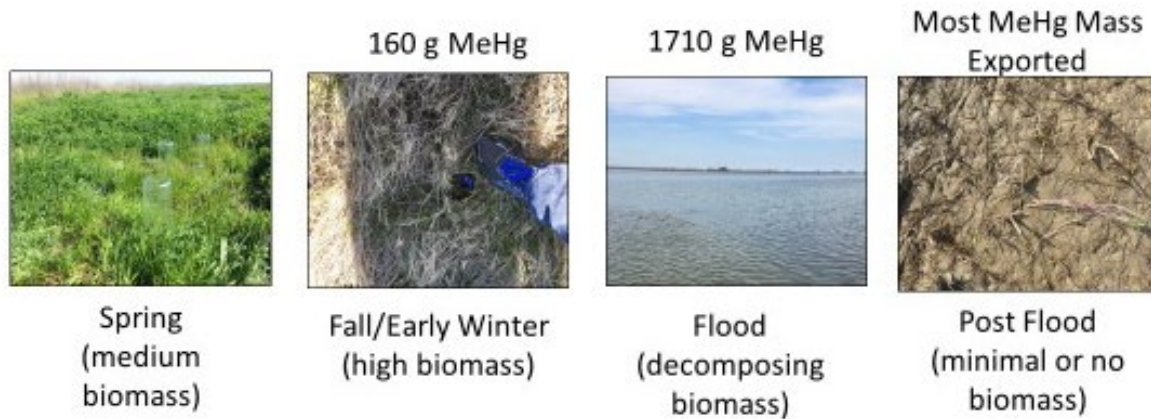 160 g MeHg
1710 g MeHg
Most MeHg Mass
Exported
Spring
(medium
biomass)
Fall/Early Winter
(high biomass)
Flood
(decomposing
biomass)
Post Flood
(minimal or no
biomass)